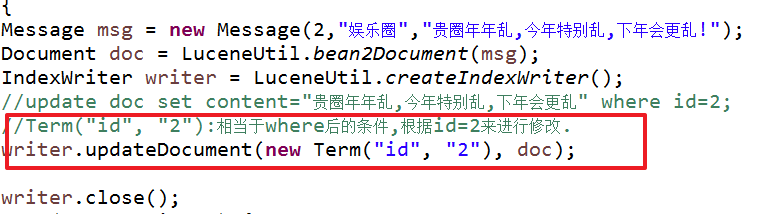 {
Message msg = new Message(2,"娱乐圈","贵圈年年乱,今年特别乱,下年会更乱!");
Document doc = LuceneUtil.bean2Document(msg);
IndexWriter writer = LuceneUtil.createIndexWriter();
//update doc set content="贵圈年年乱,今年特别乱,下年会更乱" where id=2;
//Term("id", "2"):相当于where后的条件,根据id=2来进行修改.
writer.updateDocument(new Term("id", "2"), doc);
writer.close();